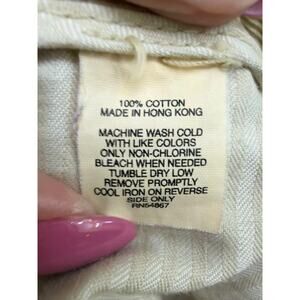 100% COTTON
MADE IN HONG KONG
MACHINE WASH COLD
WITH LIKE COLORS
ONLY NON-CHLORINE
BLEACH WHEN NEEDED
TUMBLE DRY LOW
REMOVE PROMPTLY
COOL IRON ON REVERSE
SIDE ONLY
RN54867